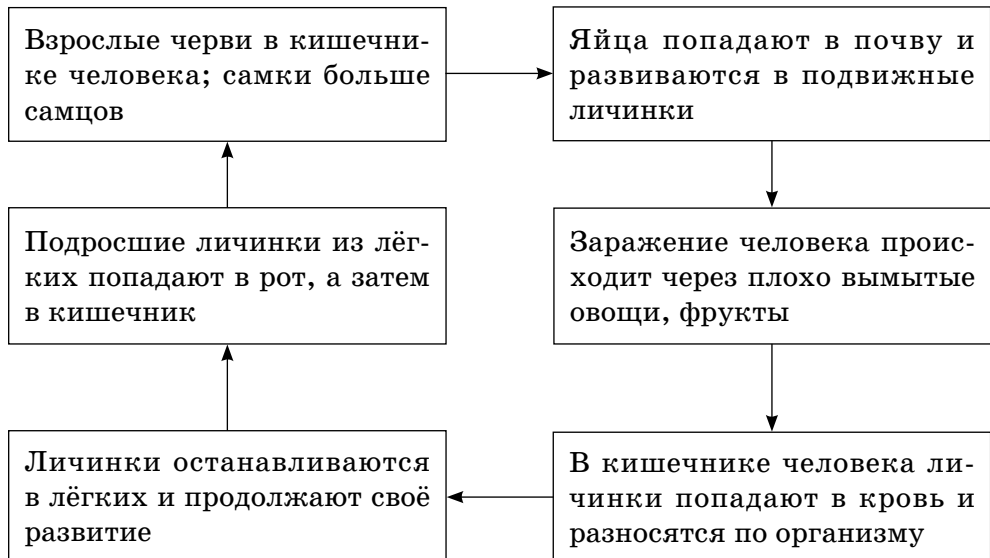 Взрослые черви в кишечни-
ке человека; самки больше
самцов
Яйца попадают в почву и
развиваются в подвижные
личинки
Заражение человека проис-
ходит через плохо вымытые
овощи, фрукты
В кишечнике человека ли-
чинки попадают в кровь и
разносятся по организму
Личинки останавливаются
в лёгких и продолжают своё
развитие
Подросшие личинки из лёг-
ких попадают в рот, а затем
в кишечник